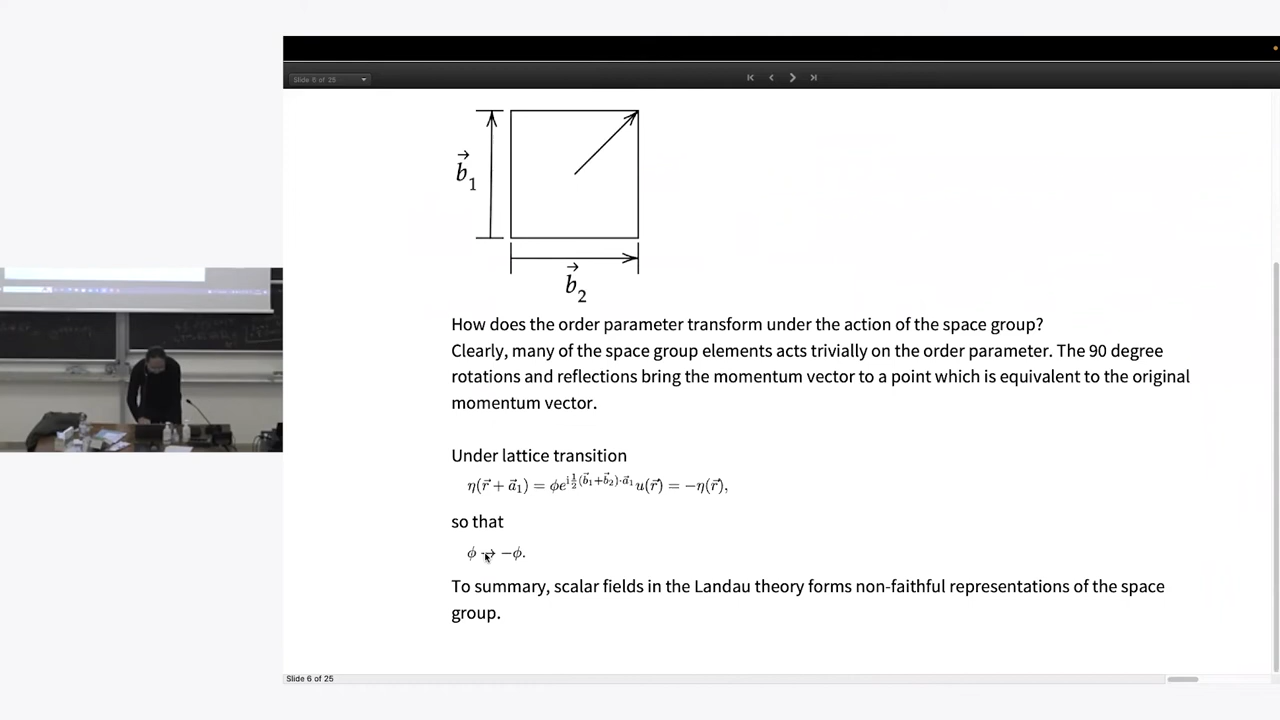 Slide 6 of 25
b⃗₁
b⃗₂
How does the order parameter transform under the action of the space group?
Clearly, many of the space group elements acts trivially on the order parameter. The 90 degree
rotations and reflections bring the momentum vector to a point which is equivalent to the original
momentum vector.
Under lattice transition
η(r⃗ + a⃗₁) = ϕe^{i½(b⃗₁+b⃗₂)·a⃗₁}u(r⃗) = −η(r⃗),
so that
ϕ → −ϕ.
To summary, scalar fields in the Landau theory forms non-faithful representations of the space
group.
Slide 6 of 25